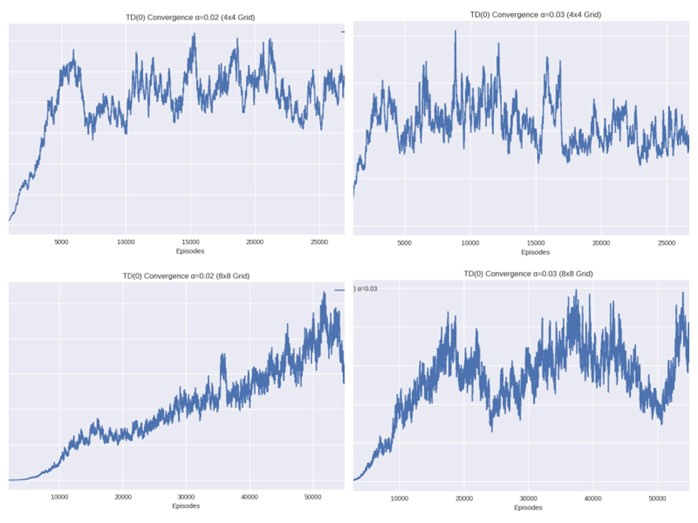 TD(0) Convergence α=0.02 (4x4 Grid)
5000 10000 15000 20000 25000
Episodes
TD(0) Convergence α=0.03 (4x4 Grid)
5000 10000 15000 20000 25000
Episodes
TD(0) Convergence α=0.02 (8x8 Grid)
10000 20000 30000 40000 50000
Episodes
TD(0) Convergence α=0.03 (8x8 Grid)
) α=0.03
10000 20000 30000 40000 50000
Episodes